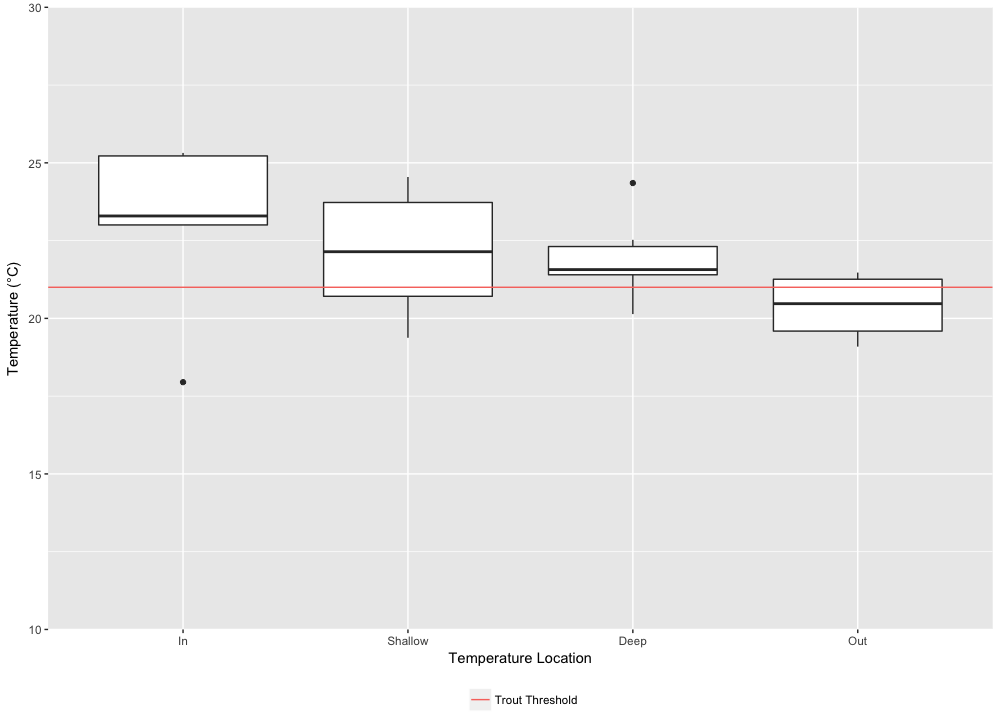 30
25
20
15
10
Temperature (°C)
In Shallow Deep Out
Temperature Location
Trout Threshold